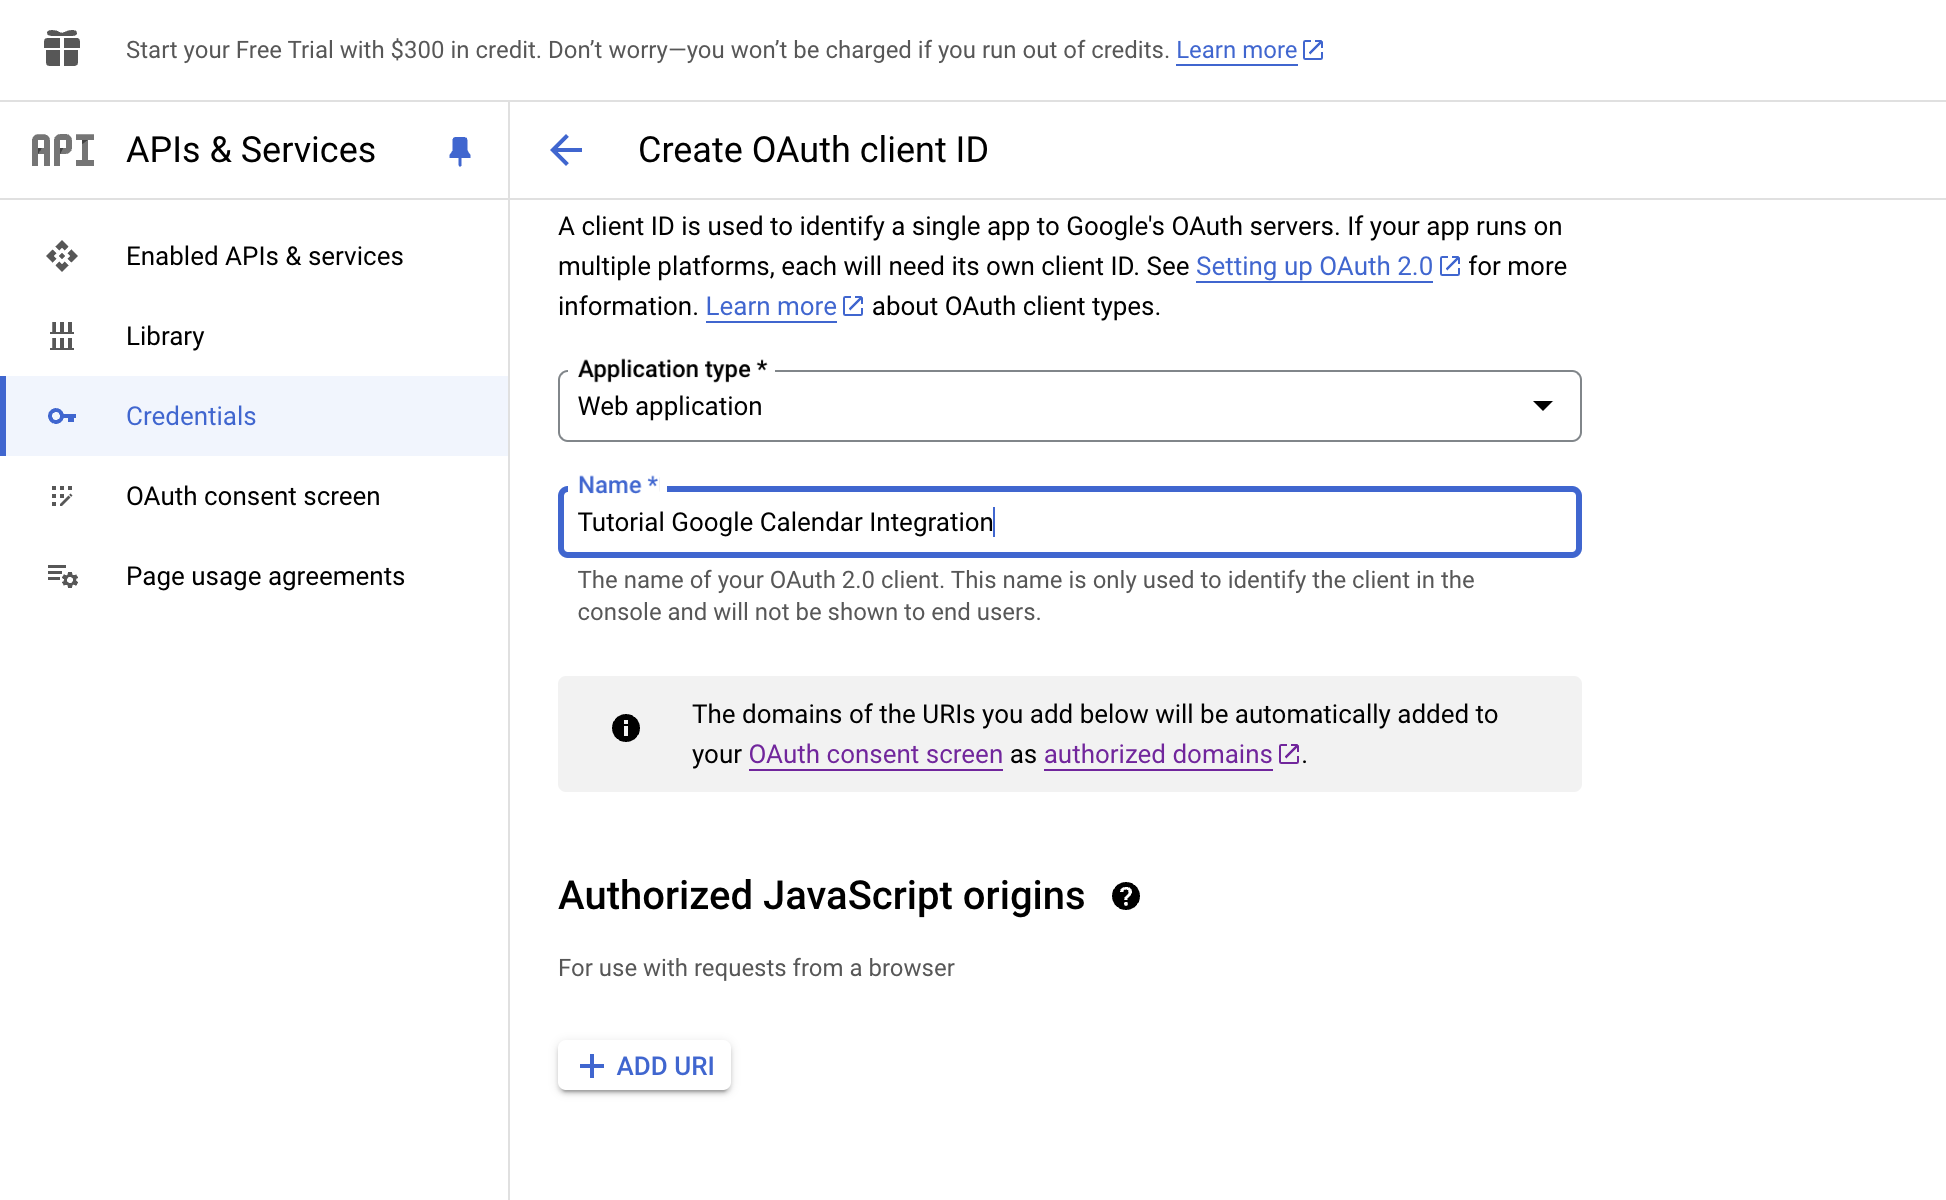 Start your Free Trial with $300 in credit. Don’t worry—you won’t be charged if you run out of credits. Learn more
API APIs & Services
Enabled APIs & services
Library
Credentials
OAuth consent screen
Page usage agreements
Create OAuth client ID
A client ID is used to identify a single app to Google's OAuth servers. If your app runs on
multiple platforms, each will need its own client ID. See Setting up OAuth 2.0 for more
information. Learn more about OAuth client types.
Application type *
Web application
Name *
Tutorial Google Calendar Integration
The name of your OAuth 2.0 client. This name is only used to identify the client in the
console and will not be shown to end users.
The domains of the URIs you add below will be automatically added to
your OAuth consent screen as authorized domains.
Authorized JavaScript origins
For use with requests from a browser
ADD URI